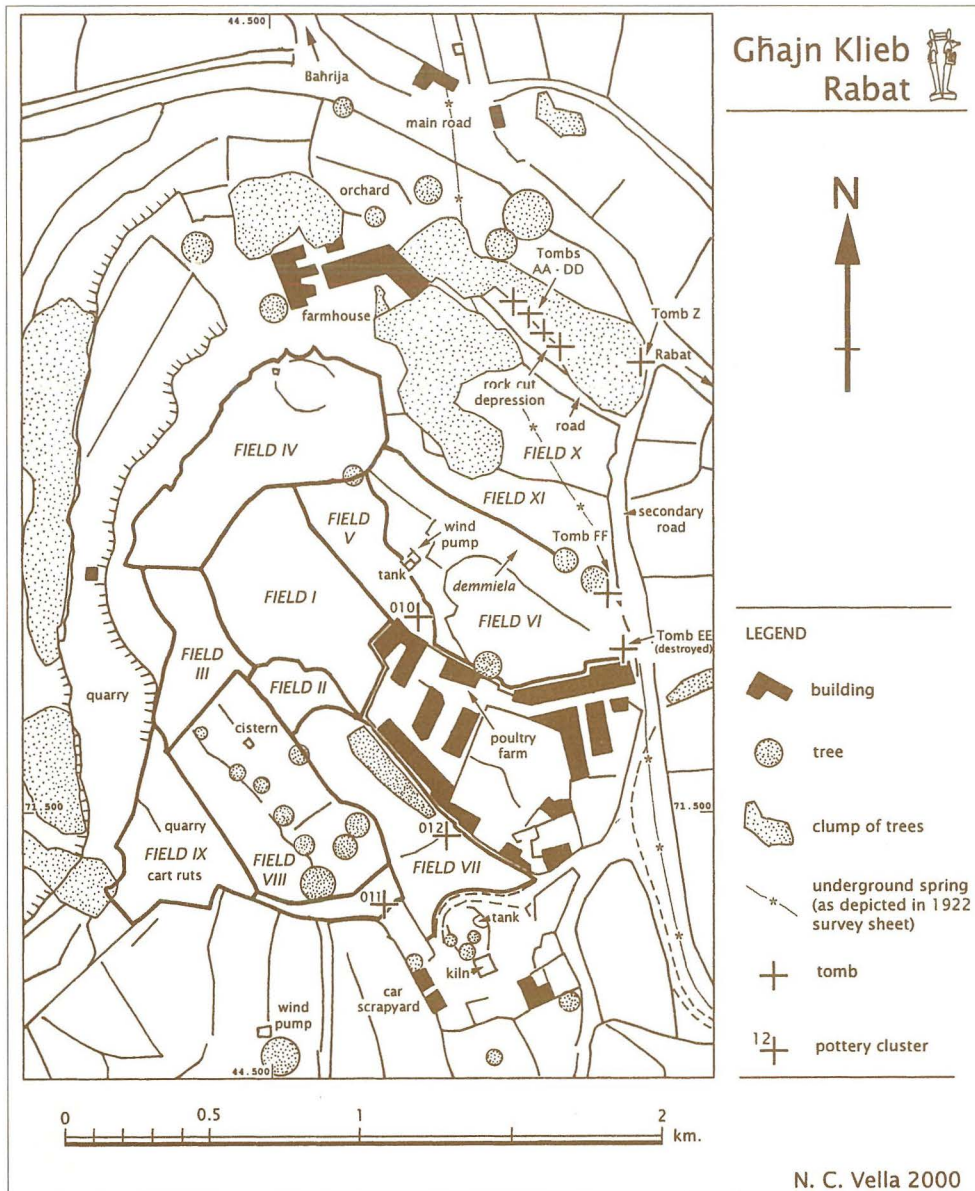 Għajn Klieb
Rabat
44.500
Baħrija
main road
orchard
Tombs
AA - DD
farmhouse
Tomb Z
Rabat
rock cut
depression
road
N
FIELD IV
FIELD X
FIELD XI
secondary
road
FIELD
V
wind
pump
tank
Tomb FF
demmiela
FIELD I
010
FIELD VI
Tomb EE
(destroyed)
FIELD
III
FIELD II
quarry
cistern
poultry
farm
71.500
71.500
012
quarry
FIELD IX
cart ruts
FIELD
VIII
FIELD VII
011
tank
kiln
car
scrapyard
wind
pump
44.500
LEGEND
building
tree
clump of trees
underground spring
(as depicted in 1922
survey sheet)
tomb
12
pottery cluster
0
0.5
1
2
km.
N. C. Vella 2000